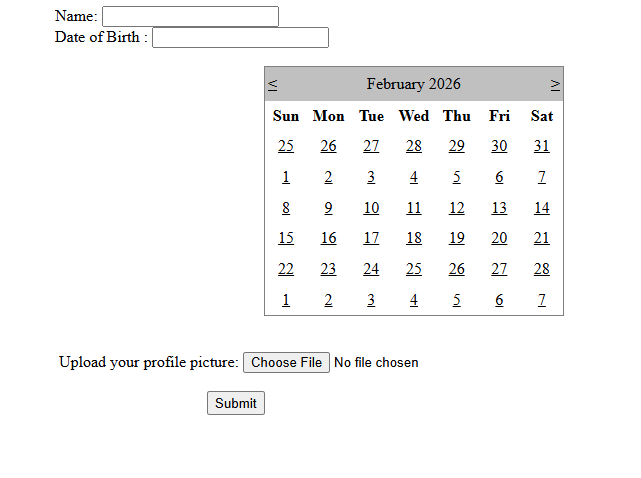 Name:
Date of Birth :
< February 2026 >
Sun Mon Tue Wed Thu Fri Sat
25 26 27 28 29 30 31
1 2 3 4 5 6 7
8 9 10 11 12 13 14
15 16 17 18 19 20 21
22 23 24 25 26 27 28
1 2 3 4 5 6 7
Upload your profile picture: Choose File No file chosen
Submit